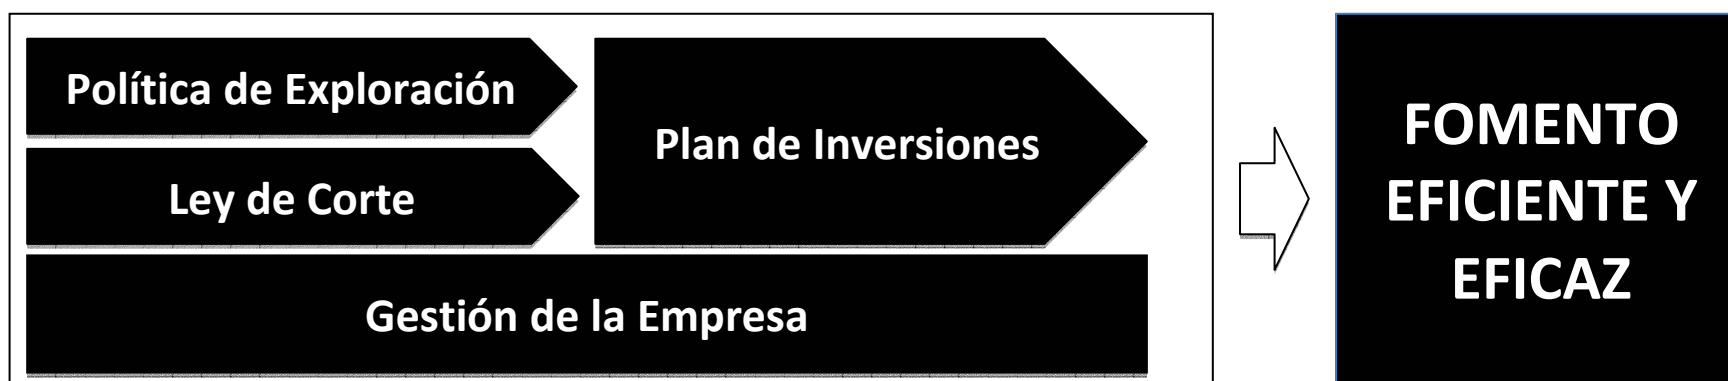 Política de Exploración
Ley de Corte
Plan de Inversiones
Gestión de la Empresa
FOMENTO
EFICIENTE Y
EFICAZ